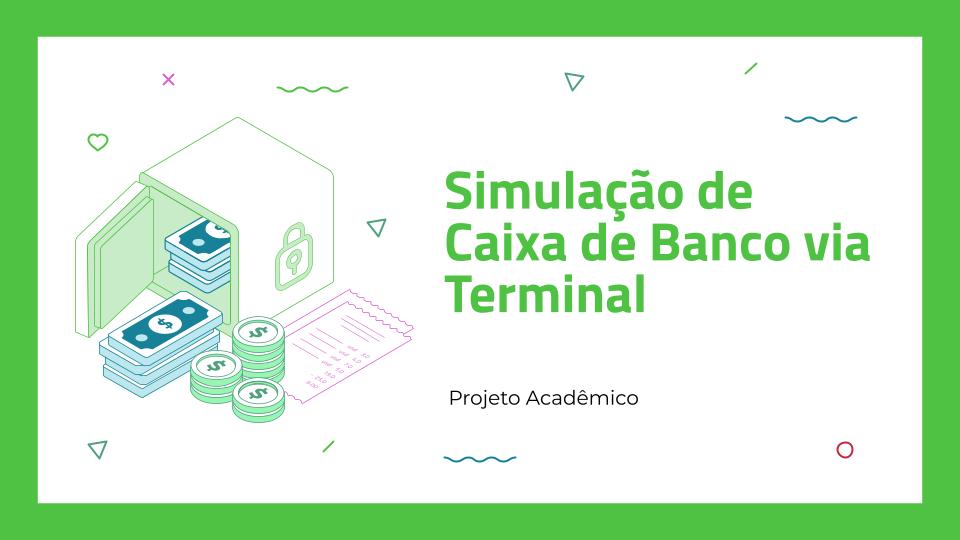 Simulação de
Caixa de Banco via
Terminal
Projeto Acadêmico